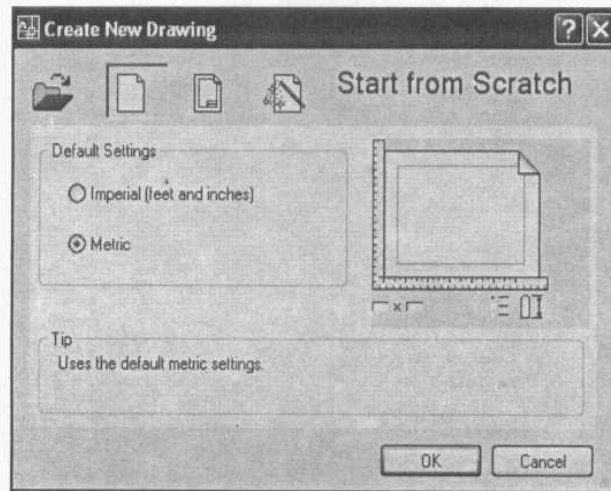 Create New Drawing
Start from Scratch
Default Settings
Imperial (feet and inches)
Metric
Tip
Uses the default metric settings.
OK
Cancel